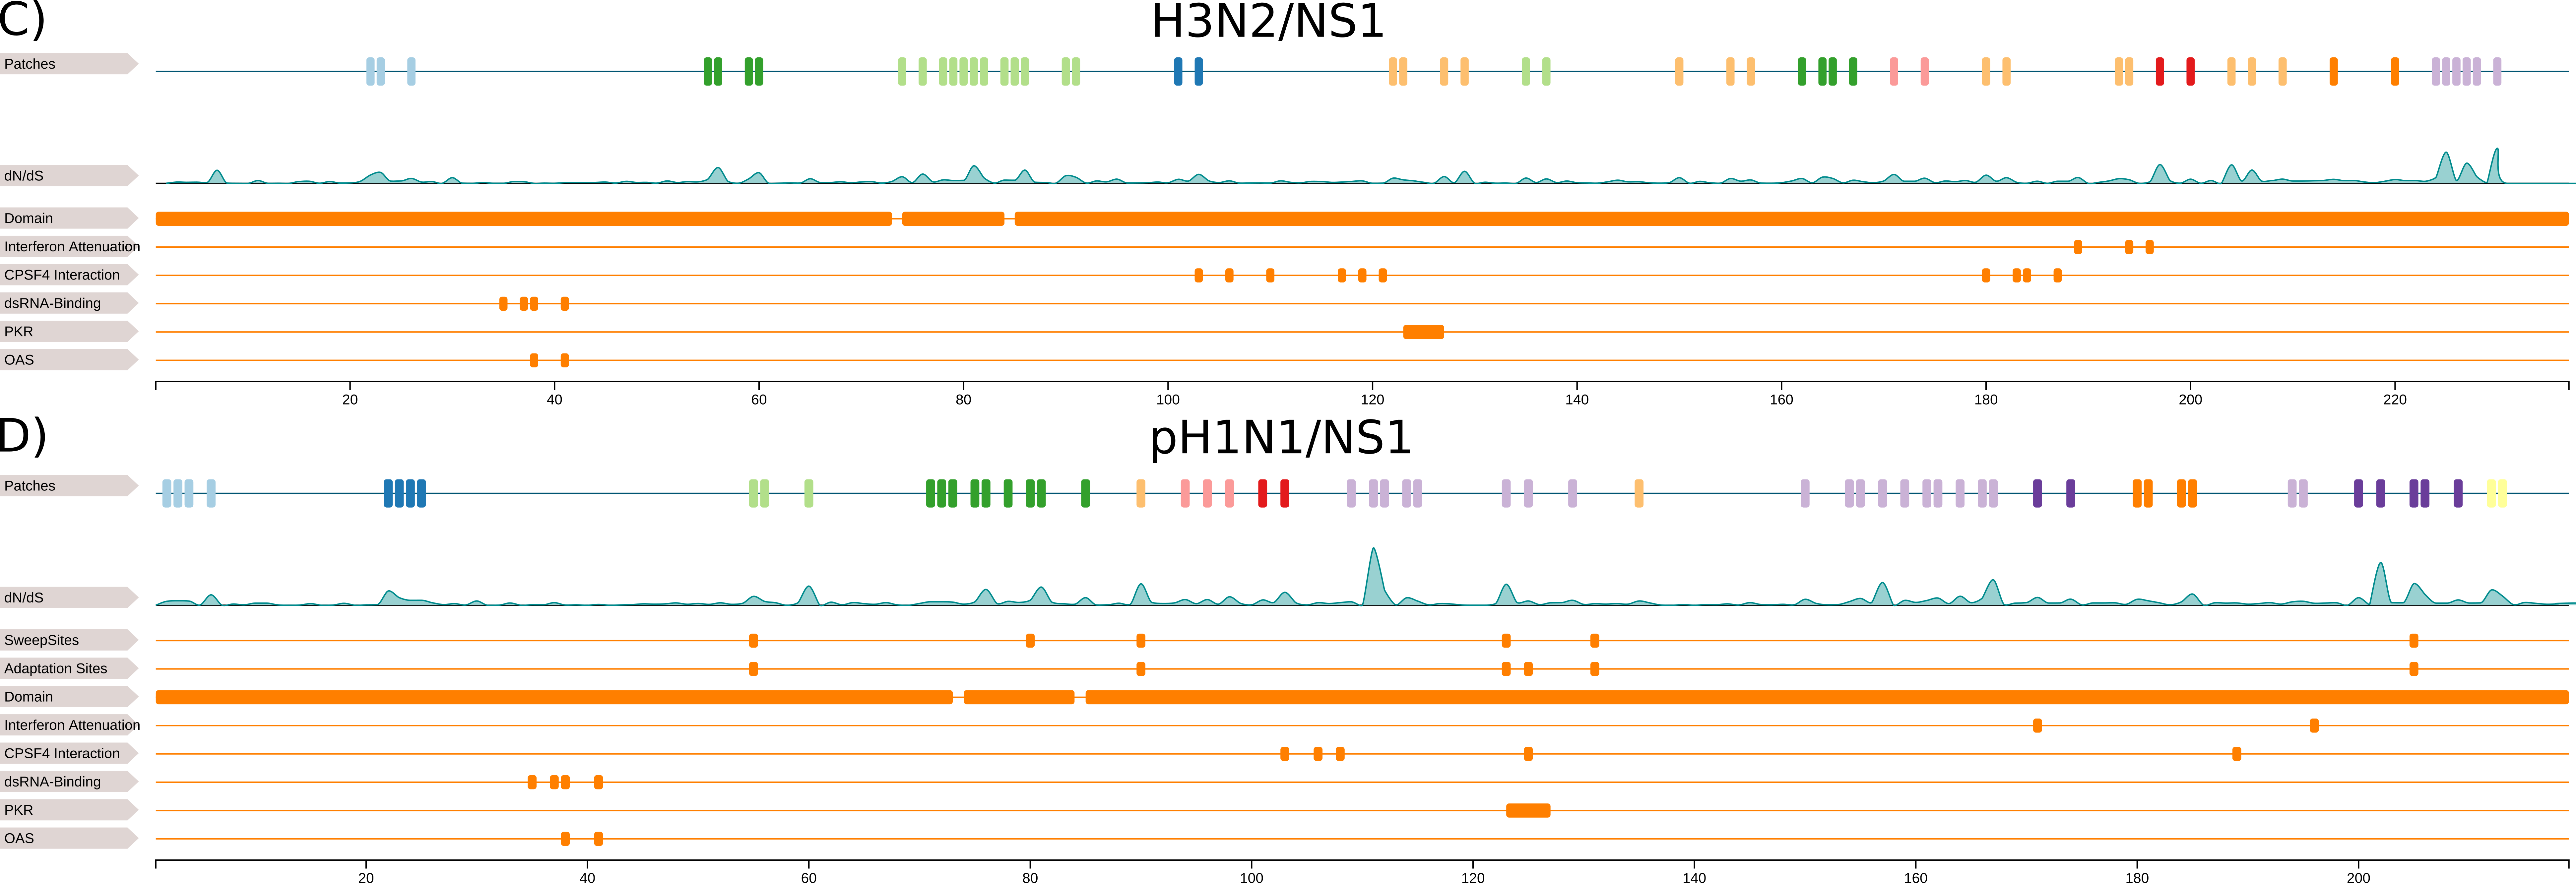 C)
H3N2/NS1
Patches
dN/dS
Domain
Interferon Attenuation
CPSF4 Interaction
dsRNA-Binding
PKR
OAS
20 40 60 80 100 120 140 160 180 200 220
D)
pH1N1/NS1
Patches
dN/dS
SweepSites
Adaptation Sites
Domain
Interferon Attenuation
CPSF4 Interaction
dsRNA-Binding
PKR
OAS
20 40 60 80 100 120 140 160 180 200